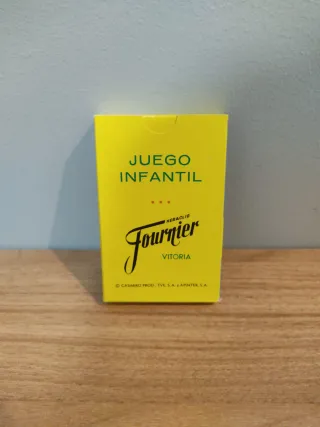 JUEGO
INFANTIL
* * *
HERACLIO
Fournier
VITORIA